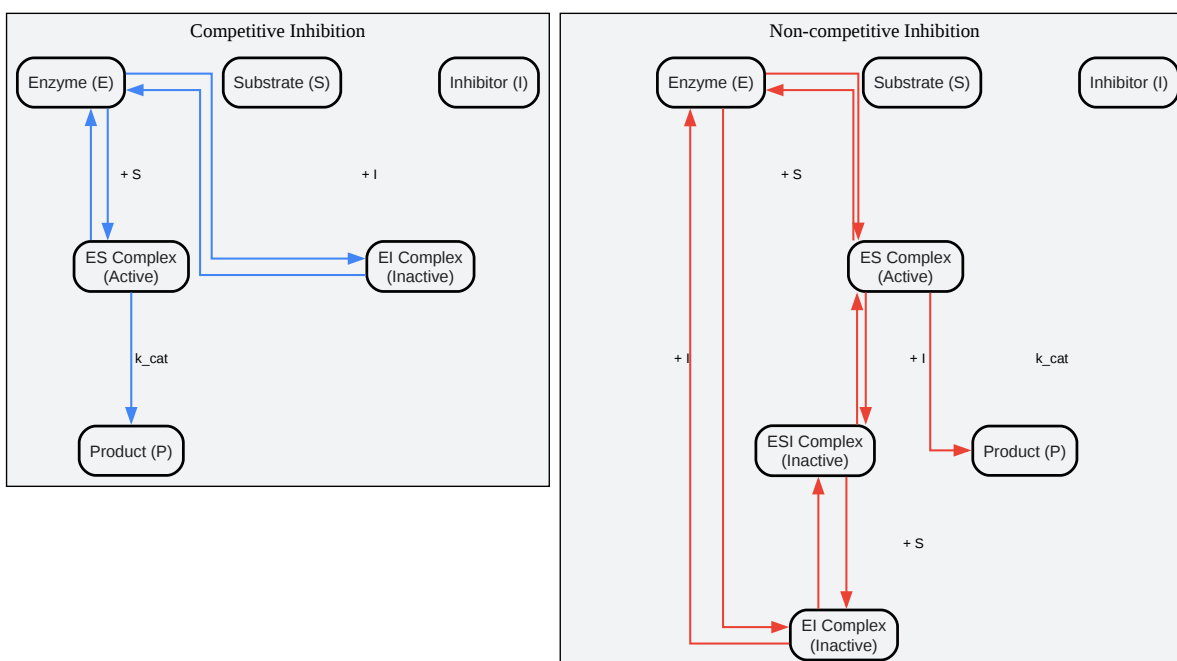 Competitive Inhibition
Enzyme (E)
Substrate (S)
Inhibitor (I)
+ S
+ I
ES Complex
(Active)
EI Complex
(Inactive)
k_cat
Product (P)
Non-competitive Inhibition
Enzyme (E)
Substrate (S)
Inhibitor (I)
+ S
ES Complex
(Active)
+ I
+ I
k_cat
ESI Complex
(Inactive)
Product (P)
+ S
EI Complex
(Inactive)